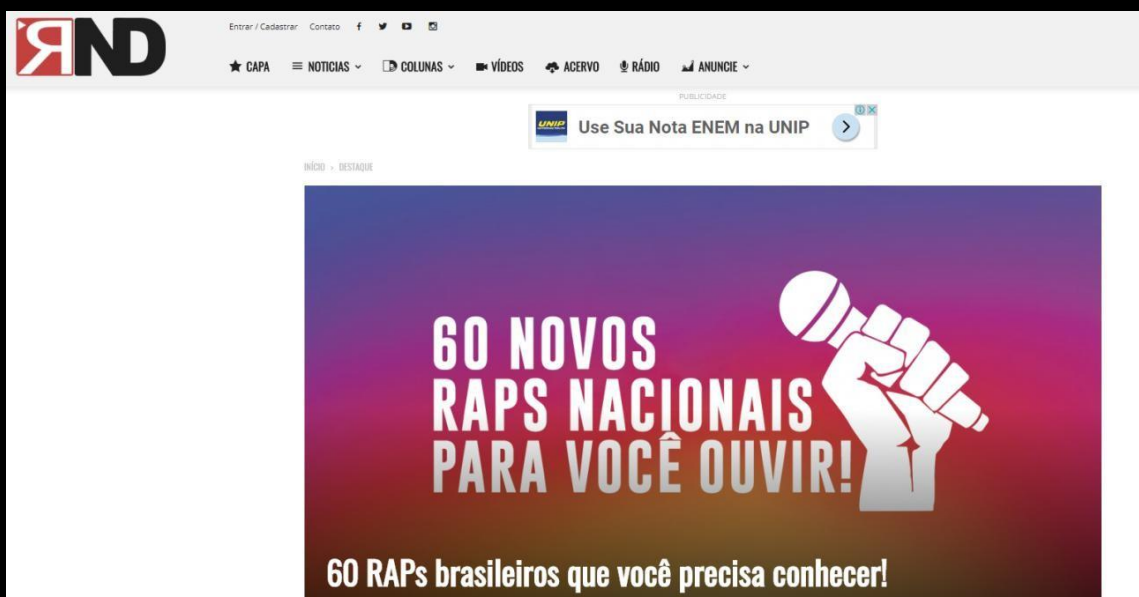 RND
Entrar / Cadastrar Contato
CAPA NOTICIAS COLUNAS VÍDEOS ACERVO RÁDIO ANUNCIE
PUBLICIDADE
UNIP
Use Sua Nota ENEM na UNIP
INÍCIO › DESTAQUE
60 NOVOS
RAPS NACIONAIS
PARA VOCÊ OUVIR!
60 RAPs brasileiros que você precisa conhecer!